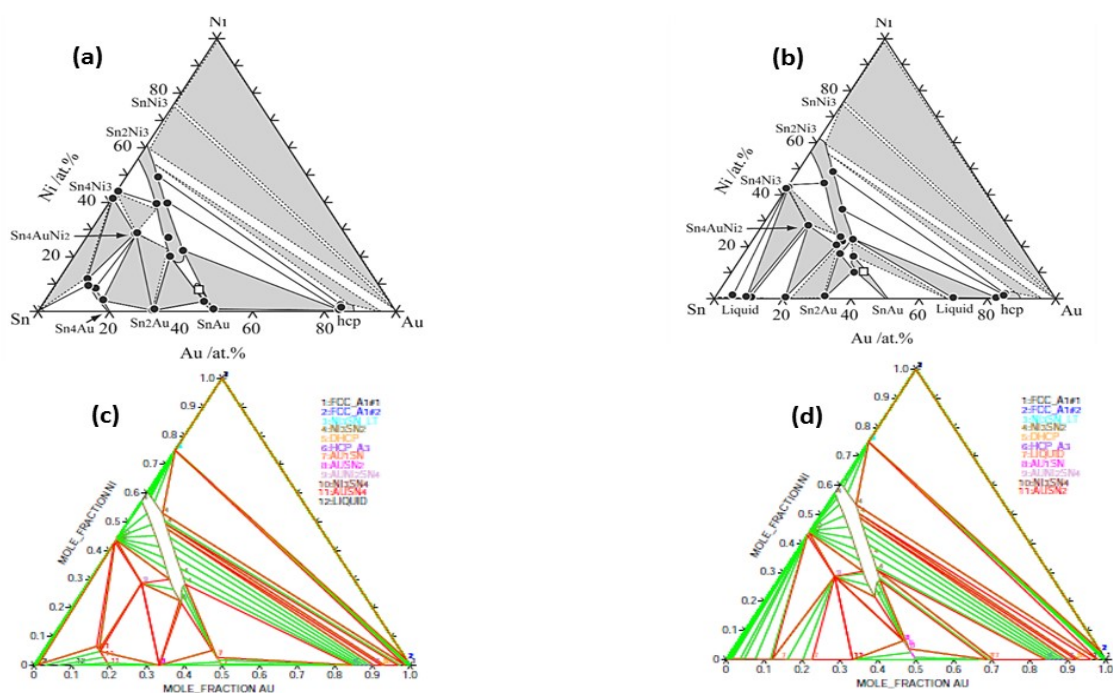 (a)
Ni
80
SnNi3
Sn2Ni3
60
Ni /at.%
Sn4Ni3
40
Sn4AuNi2
20
Sn
Sn4Au
20
Sn2Au
40
SnAu
60
80
hcp
Au
Au /at.%
(b)
Ni
80
SnNi3
Sn2Ni3
60
Ni /at.%
Sn4Ni3
40
Sn4AuNi2
20
Sn
Liquid
20
Sn2Au
40
SnAu
60
Liquid
80
hcp
Au
Au /at.%
(c)
1.0
0.9
0.8
0.7
0.6
0.5
0.4
0.3
0.2
0.1
0
MOLE_FRACTION NI
1:FCC_A1#1
2:FCC_A1#2
4:NI3SN2
5:DHCP
6:HCP_A3
7:AU1SN
8:AUSN2
9:AUNI2SN4
10:NI3SN4
11:AUSN4
12:LIQUID
0 0.1 0.2 0.3 0.4 0.5 0.6 0.7 0.8 0.9 1.0
MOLE_FRACTION AU
(d)
1.0
0.9
0.8
0.7
0.6
0.5
0.4
0.3
0.2
0.1
0
MOLE_FRACTION NI
1:FCC_A1#1
2:FCC_A1#2
4:NI3SN2
5:DHCP
6:HCP_A3
7:LIQUID
8:AU1SN
9:AUNI2SN4
10:NI3SN4
11:AUSN2
0 0.1 0.2 0.3 0.4 0.5 0.6 0.7 0.8 0.9 1.0
MOLE_FRACTION AU